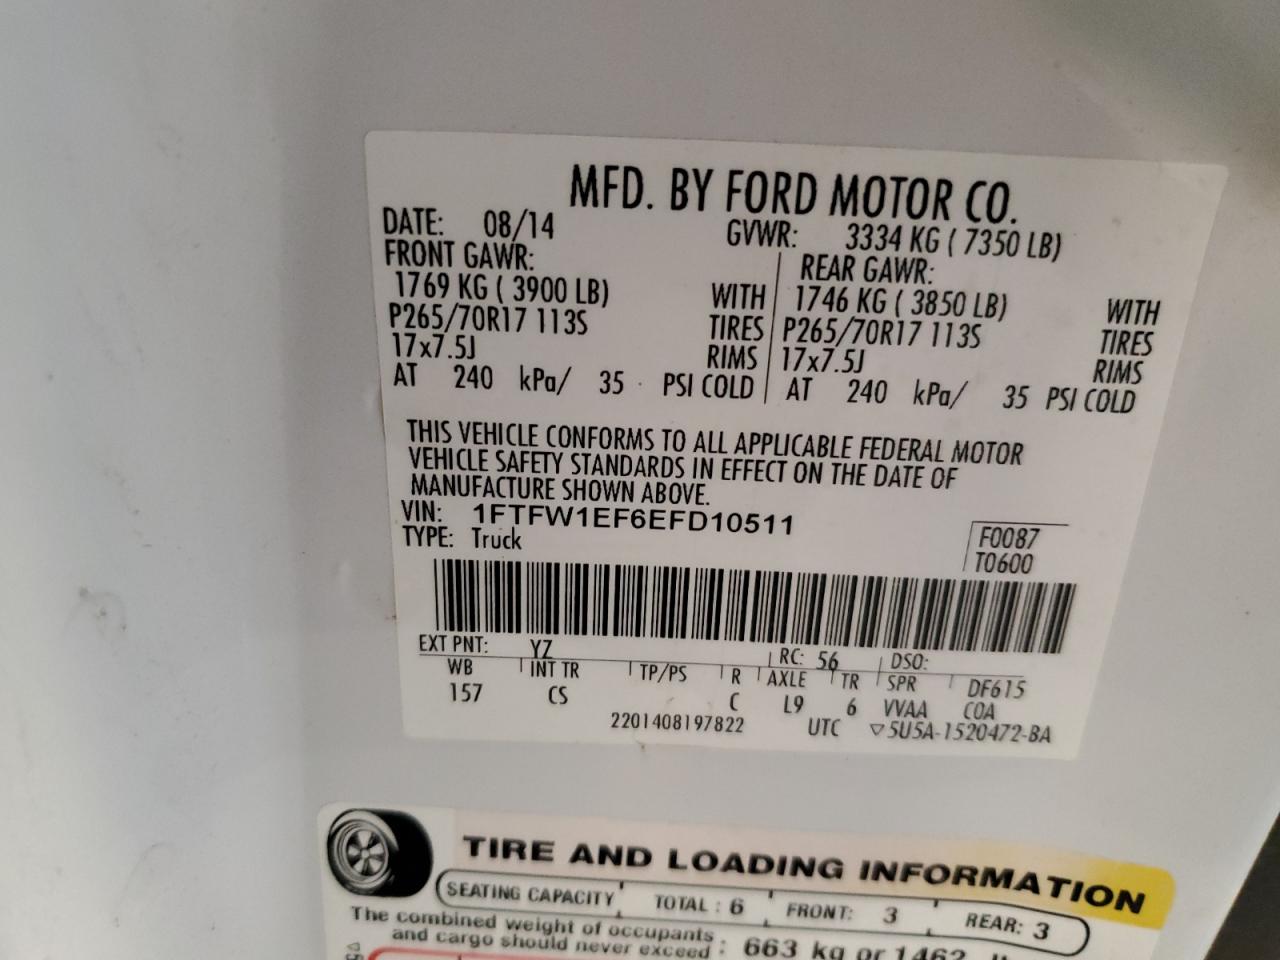 MFD. BY FORD MOTOR CO.
DATE: 08/14 GVWR: 3334 KG ( 7350 LB)
FRONT GAWR: REAR GAWR:
1769 KG ( 3900 LB) WITH 1746 KG ( 3850 LB) WITH
P265/70R17 113S TIRES P265/70R17 113S TIRES
17x7.5J RIMS 17x7.5J RIMS
AT 240 kPa/ 35 PSI COLD AT 240 kPa/ 35 PSI COLD
THIS VEHICLE CONFORMS TO ALL APPLICABLE FEDERAL MOTOR
VEHICLE SAFETY STANDARDS IN EFFECT ON THE DATE OF
MANUFACTURE SHOWN ABOVE.
VIN: 1FTFW1EF6EFD10511
F0087
TYPE: Truck
T0600
EXT PNT: YZ RC: 56 DSO:
WB INT TR TP/PS R AXLE TR SPR DF615
157 CS C L9 6 VVAA COA
2201408197822 UTC ▽5U5A-1520472-BA
TIRE AND LOADING INFORMATION
SEATING CAPACITY TOTAL : 6 FRONT: 3 REAR: 3
The combined weight of occupants
and cargo should never exceed : 663 kg or 1462